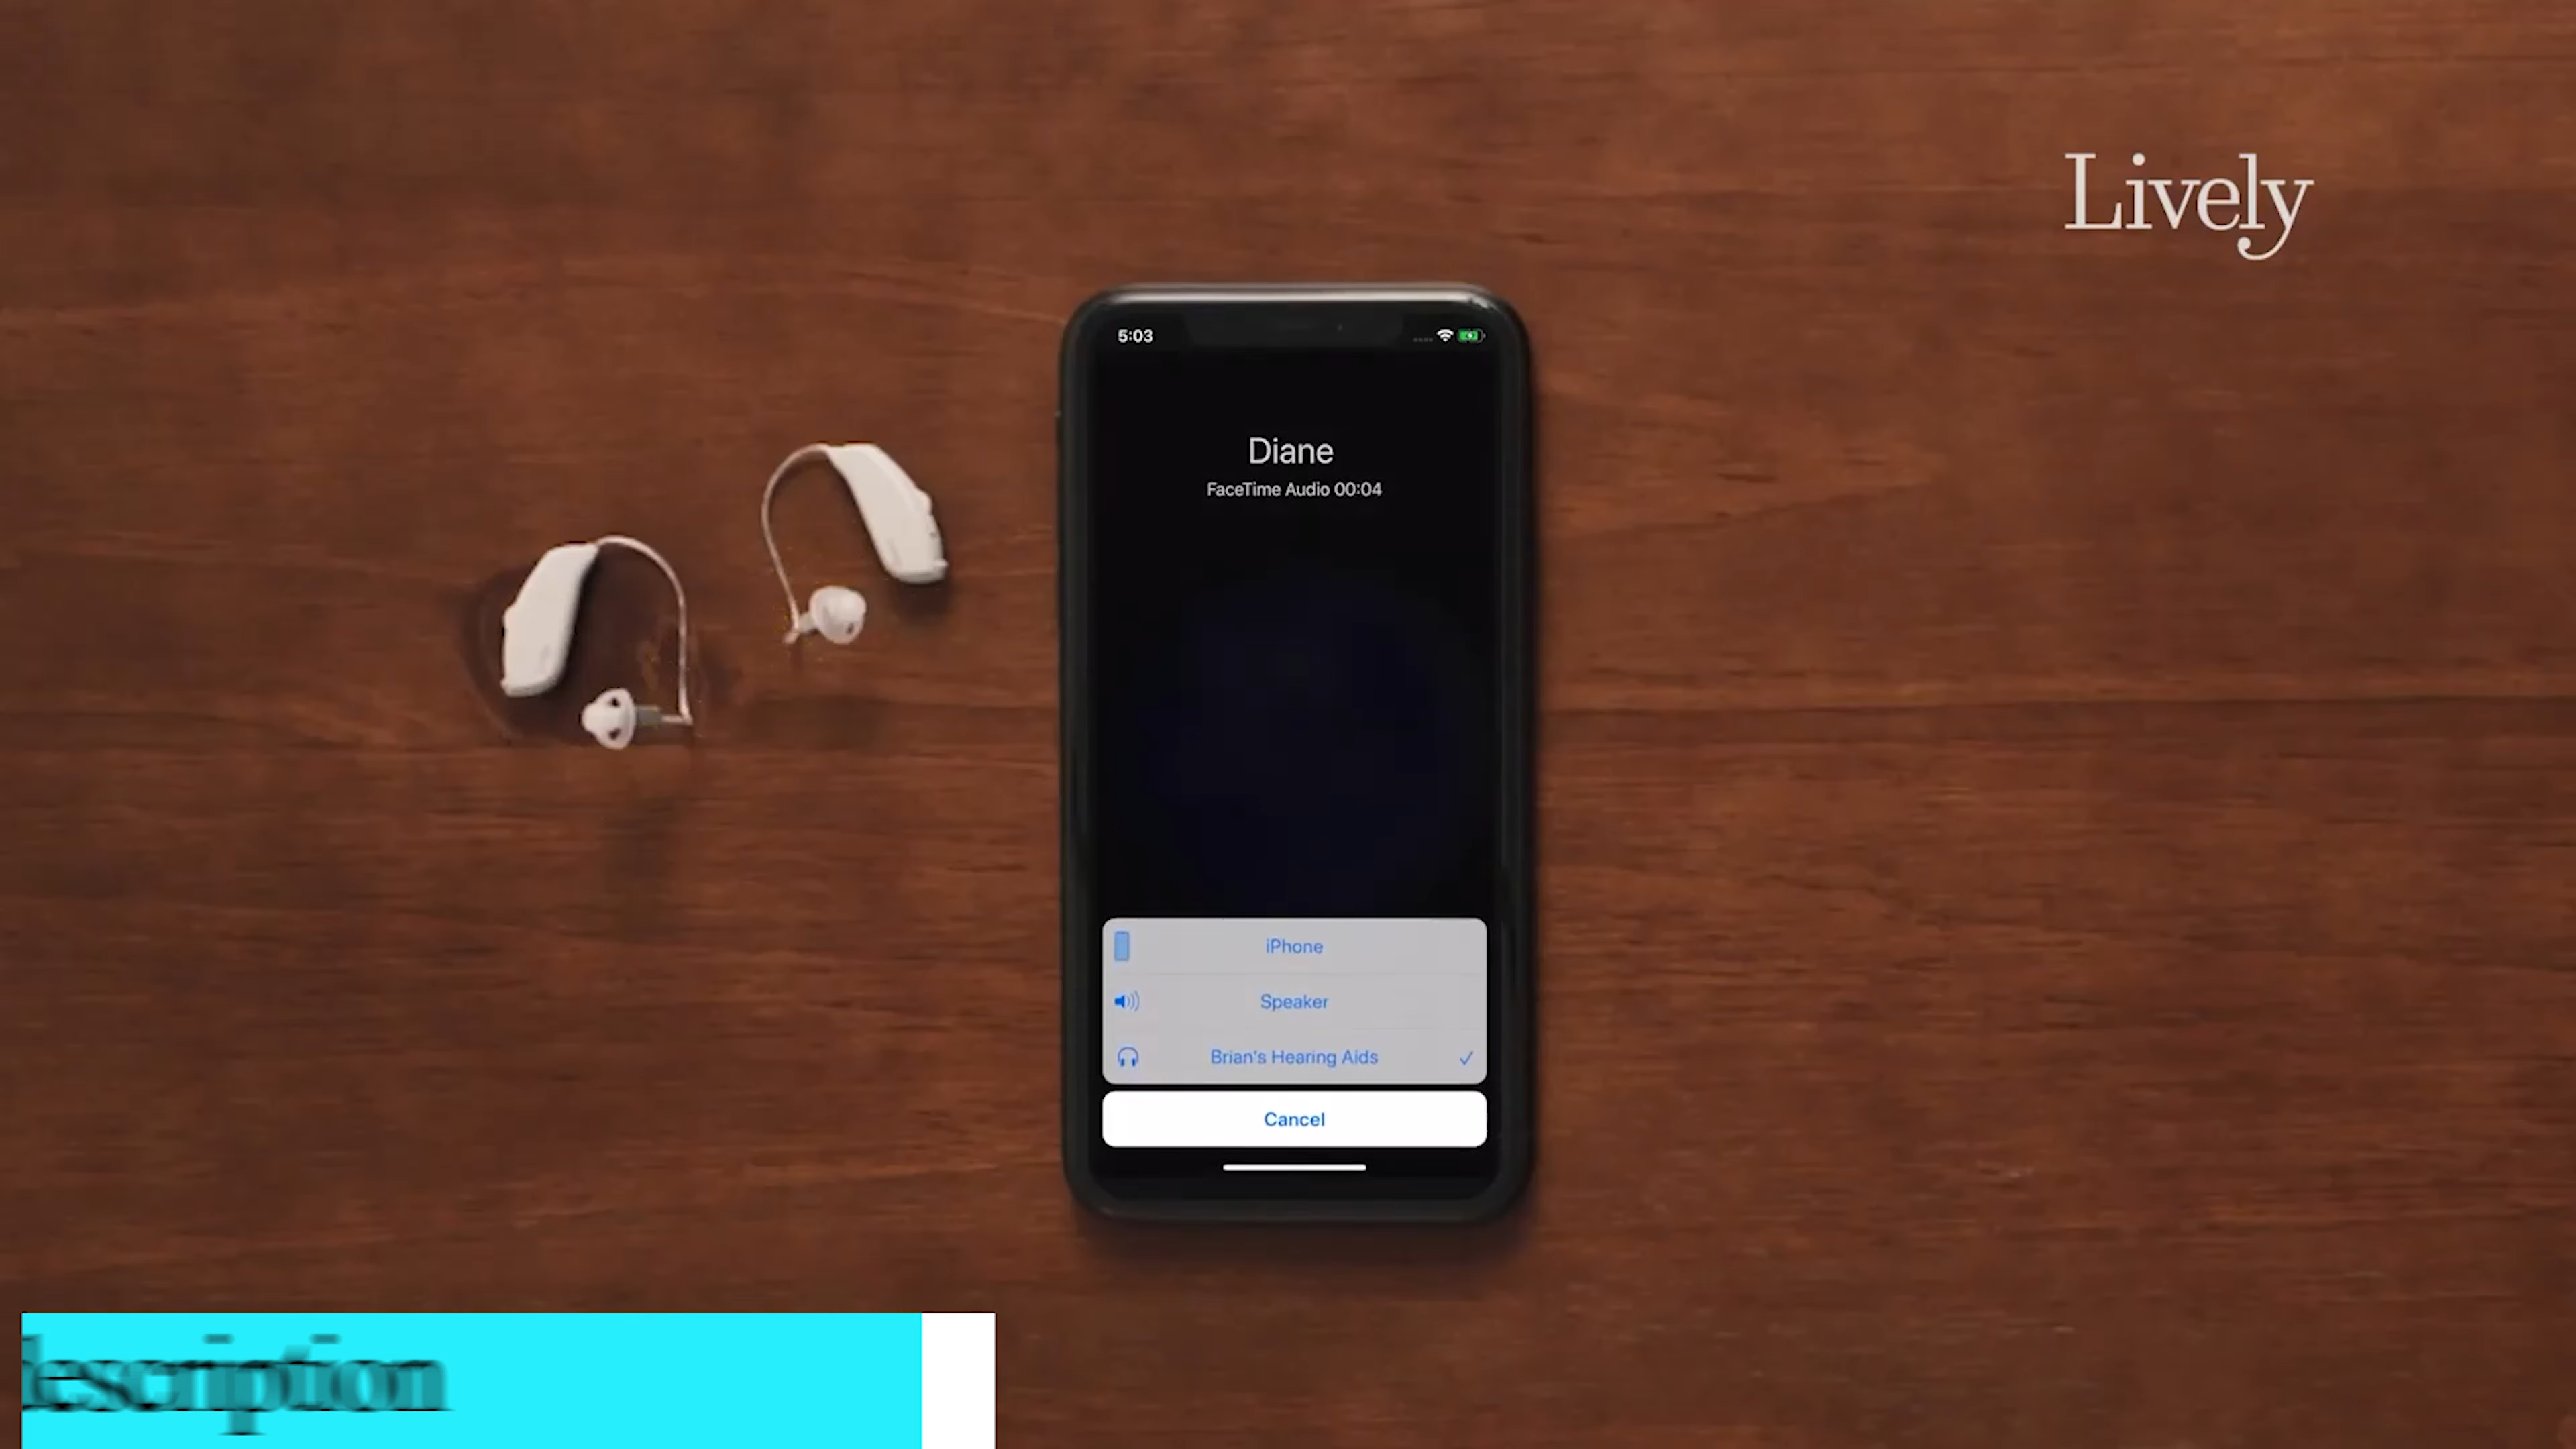 Lively
5:03
Diane
FaceTime Audio 00:04
iPhone
Speaker
Brian's Hearing Aids
Cancel